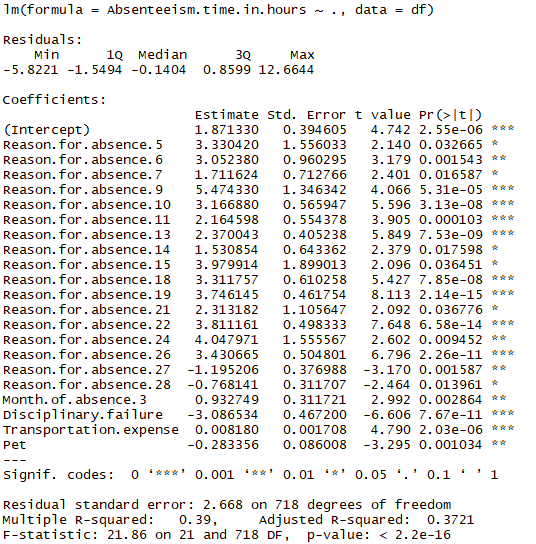 lm(formula = Absenteeism.time.in.hours ~ ., data = df)
Residuals:
Min 1Q Median 3Q Max
-5.8221 -1.5494 -0.1404 0.8599 12.6644
Coefficients:
Estimate Std. Error t value Pr(>|t|)
(Intercept) 1.871330 0.394605 4.742 2.55e-06 ***
Reason.for.absence.5 3.330420 1.556033 2.140 0.032665 *
Reason.for.absence.6 3.052380 0.960295 3.179 0.001543 **
Reason.for.absence.7 1.711624 0.712766 2.401 0.016587 *
Reason.for.absence.9 5.474330 1.346342 4.066 5.31e-05 ***
Reason.for.absence.10 3.166880 0.565947 5.596 3.13e-08 ***
Reason.for.absence.11 2.164598 0.554378 3.905 0.000103 ***
Reason.for.absence.13 2.370043 0.405238 5.849 7.53e-09 ***
Reason.for.absence.14 1.530854 0.643362 2.379 0.017598 *
Reason.for.absence.15 3.979914 1.899013 2.096 0.036451 *
Reason.for.absence.18 3.311757 0.610258 5.427 7.85e-08 ***
Reason.for.absence.19 3.746145 0.461754 8.113 2.14e-15 ***
Reason.for.absence.21 2.313182 1.105647 2.092 0.036776 *
Reason.for.absence.22 3.811161 0.498333 7.648 6.58e-14 ***
Reason.for.absence.24 4.047971 1.555567 2.602 0.009452 **
Reason.for.absence.26 3.430665 0.504801 6.796 2.26e-11 ***
Reason.for.absence.27 -1.195206 0.376988 -3.170 0.001587 **
Reason.for.absence.28 -0.768141 0.311707 -2.464 0.013961 *
Month.of.absence.3 0.932749 0.311721 2.992 0.002864 **
Disciplinary.failure -3.086534 0.467200 -6.606 7.67e-11 ***
Transportation.expense 0.008180 0.001708 4.790 2.03e-06 ***
Pet -0.283356 0.086008 -3.295 0.001034 **
---
Signif. codes: 0 ‘***’ 0.001 ‘**’ 0.01 ‘*’ 0.05 ‘.’ 0.1 ‘ ’ 1
Residual standard error: 2.668 on 718 degrees of freedom
Multiple R-squared: 0.39, Adjusted R-squared: 0.3721
F-statistic: 21.86 on 21 and 718 DF, p-value: < 2.2e-16